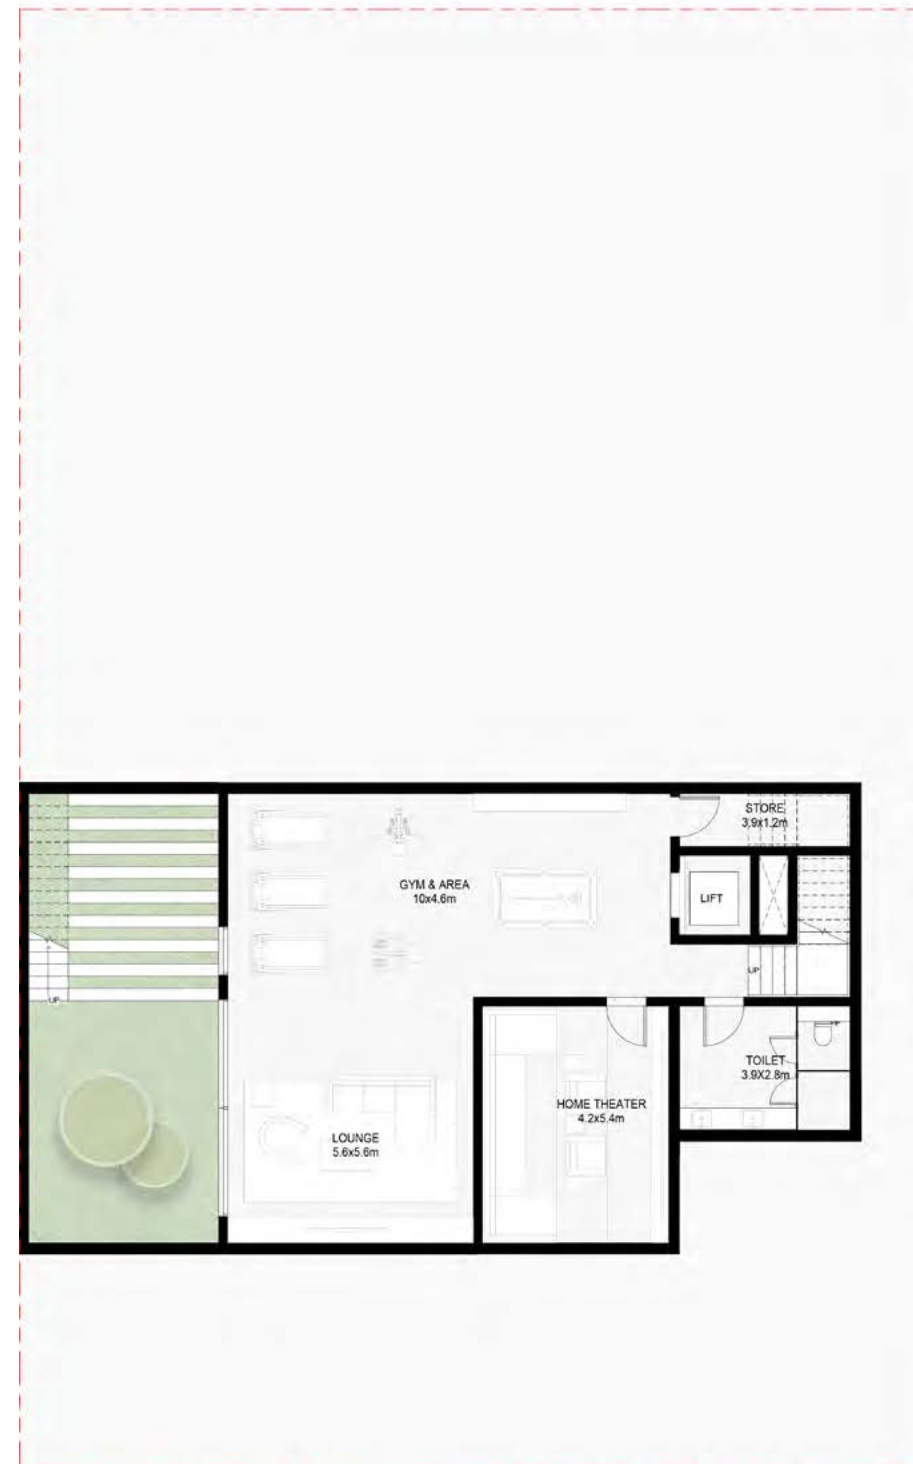 STORE
3.9x1.2m
GYM & AREA
10x4.6m
LIFT
UP
UP
TOILET
3.9X2.8m
HOME THEATER
4.2x5.4m
LOUNGE
5.6x5.6m